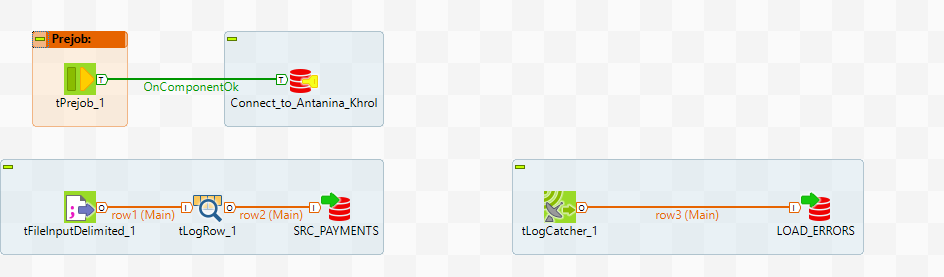 Prejob:
T
T
OnComponentOk
tPrejob_1
Connect_to_Antanina_Khrol
O
row1 (Main)
I
O
row2 (Main)
I
tFileInputDelimited_1
tLogRow_1
SRC_PAYMENTS
O
row3 (Main)
I
tLogCatcher_1
LOAD_ERRORS